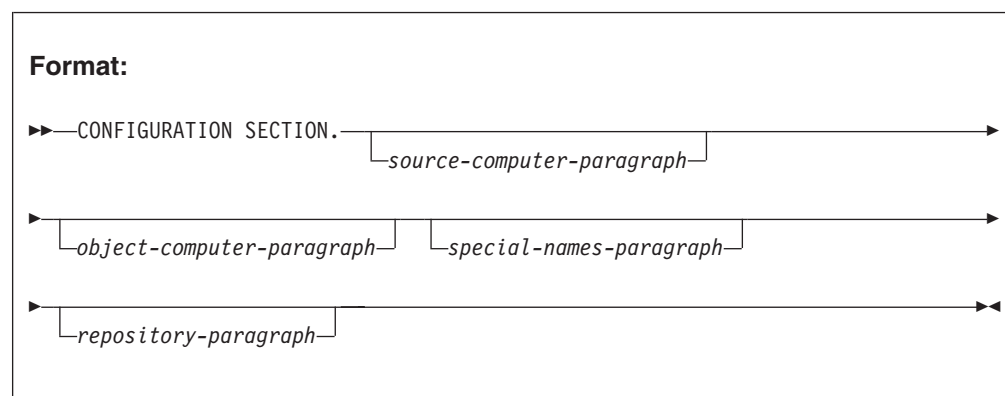 Format:
CONFIGURATION SECTION.
source-computer-paragraph
object-computer-paragraph special-names-paragraph
repository-paragraph